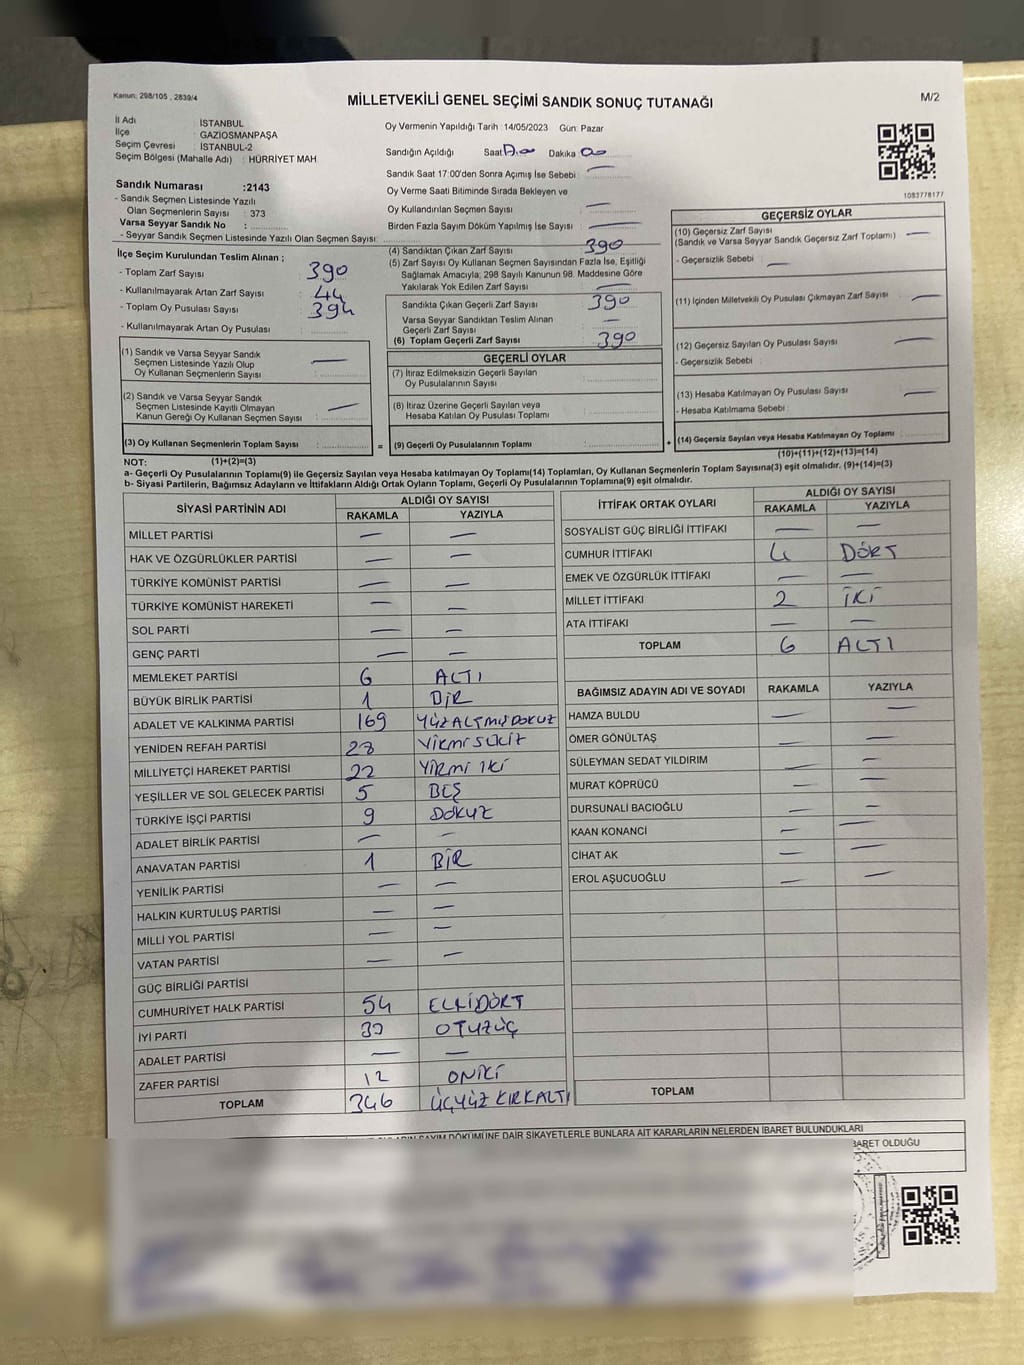 Kanun: 298/105 , 2839/4
MİLLETVEKİLİ GENEL SEÇİMİ SANDIK SONUÇ TUTANAĞI
M/2
İl Adı İSTANBUL
İlçe GAZİOSMANPAŞA
Seçim Çevresi İSTANBUL-2
Seçim Bölgesi (Mahalle Adı) : HÜRRİYET MAH
Oy Vermenin Yapıldığı Tarih :14/05/2023 Gün: Pazar
Sandığın Açıldığı Saat Dakika
Sandık Saat 17:00'den Sonra Açımış İse Sebebi :
Oy Verme Saati Bitiminde Sırada Bekleyen ve
Oy Kullandırılan Seçmen Sayısı
Birden Fazla Sayım Döküm Yapılmış İse Sayısı :
1083778177
Sandık Numarası :2143
- Sandık Seçmen Listesinde Yazılı
Olan Seçmenlerin Sayısı : 373
Varsa Seyyar Sandık No :
- Seyyar Sandık Seçmen Listesinde Yazılı Olan Seçmen Sayısı:
İlçe Seçim Kurulundan Teslim Alınan ;
- Toplam Zarf Sayısı 390
- Kullanılmayarak Artan Zarf Sayısı 44
- Toplam Oy Pusulası Sayısı 394
- Kullanılmayarak Artan Oy Pusulası
(1) Sandık ve Varsa Seyyar Sandık
Seçmen Listesinde Yazılı Olup
Oy Kullanan Seçmenlerin Sayısı
(2) Sandık ve Varsa Seyyar Sandık
Seçmen Listesinde Kayıtlı Olmayan
Kanun Gereği Oy Kullanan Seçmen Sayısı
(3) Oy Kullanan Seçmenlerin Toplam Sayısı
(4) Sandıktan Çıkan Zarf Sayısı 390
(5) Zarf Sayısı Oy Kullanan Seçmen Sayısından Fazla İse, Eşitliği
Sağlamak Amacıyla; 298 Sayılı Kanunun 98. Maddesine Göre
Yakılarak Yok Edilen Zarf Sayısı
Sandıkta Çıkan Geçerli Zarf Sayısı 390
Varsa Seyyar Sandıktan Teslim Alınan
Geçerli Zarf Sayısı
(6) Toplam Geçerli Zarf Sayısı 390
GEÇERLİ OYLAR
(7) İtiraz Edilmeksizin Geçerli Sayılan
Oy Pusulalarının Sayısı
(8) İtiraz Üzerine Geçerli Sayılan veya
Hesaba Katılan Oy Pusulası Toplamı
= (9) Geçerli Oy Pusulalarının Toplamı
GEÇERSİZ OYLAR
(10) Geçersiz Zarf Sayısı
(Sandık ve Varsa Seyyar Sandık Geçersiz Zarf Toplamı)
- Geçersizlik Sebebi :
(11) İçinden Milletvekili Oy Pusulası Çıkmayan Zarf Sayısı
(12) Geçersiz Sayılan Oy Pusulası Sayısı
- Geçersizlik Sebebi :
(13) Hesaba Katılmayan Oy Pusulası Sayısı
- Hesaba Katılmama Sebebi :
+ (14) Geçersiz Sayılan veya Hesaba Katılmayan Oy Toplamı
NOT: (1)+(2)=(3)
(10)+(11)+(12)+(13)=(14)
a- Geçerli Oy Pusulalarının Toplamı(9) ile Geçersiz Sayılan veya Hesaba katılmayan Oy Toplamı(14) Toplamları, Oy Kullanan Seçmenlerin Toplam Sayısına(3) eşit olmalıdır. (9)+(14)=(3)
b- Siyasi Partilerin, Bağımsız Adayların ve İttifakların Aldığı Ortak Oyların Toplamı, Geçerli Oy Pusulalarının Toplamına(9) eşit olmalıdır.
SİYASİ PARTİNİN ADI ALDIĞI OY SAYISI
RAKAMLA YAZIYLA
MİLLET PARTİSİ — —
HAK VE ÖZGÜRLÜKLER PARTİSİ — —
TÜRKİYE KOMÜNİST PARTİSİ — —
TÜRKİYE KOMÜNİST HAREKETİ — —
SOL PARTİ — —
GENÇ PARTİ — —
MEMLEKET PARTİSİ 6 ALTI
BÜYÜK BİRLİK PARTİSİ 1 BİR
ADALET VE KALKINMA PARTİSİ 169 YÜZALTMIŞDOKUZ
YENİDEN REFAH PARTİSİ 28 YİRMİSEKİZ
MİLLİYETÇİ HAREKET PARTİSİ 22 YİRMİ İKİ
YEŞİLLER VE SOL GELECEK PARTİSİ 5 BEŞ
TÜRKİYE İŞÇİ PARTİSİ 9 DOKUZ
ADALET BİRLİK PARTİSİ — —
ANAVATAN PARTİSİ 1 BİR
YENİLİK PARTİSİ — —
HALKIN KURTULUŞ PARTİSİ — —
MİLLİ YOL PARTİSİ — —
VATAN PARTİSİ — —
GÜÇ BİRLİĞİ PARTİSİ
CUMHURİYET HALK PARTİSİ 54 ELLİDÖRT
İYİ PARTİ 33 OTUZÜÇ
ADALET PARTİSİ — —
ZAFER PARTİSİ 12 ONİKİ
TOPLAM 346 ÜÇYÜZ KIRKALTI
İTTİFAK ORTAK OYLARI ALDIĞI OY SAYISI
RAKAMLA YAZIYLA
SOSYALİST GÜÇ BİRLİĞİ İTTİFAKI — —
CUMHUR İTTİFAKI 4 DÖRT
EMEK VE ÖZGÜRLÜK İTTİFAKI — —
MİLLET İTTİFAKI 2 İKİ
ATA İTTİFAKI — —
TOPLAM 6 ALTI
BAĞIMSIZ ADAYIN ADI VE SOYADI RAKAMLA YAZIYLA
HAMZA BULDU — —
ÖMER GÖNÜLTAŞ — —
SÜLEYMAN SEDAT YILDIRIM — —
MURAT KÖPRÜCÜ — —
DURSUNALİ BACIOĞLU — —
KAAN KONANCİ — —
CİHAT AK — —
EROL AŞUCUOĞLU — —
TOPLAM
SAYIM DÖKÜMÜNE DAİR ŞİKAYETLERLE BUNLARA AİT KARARLARIN NELERDEN İBARET BULUNDUKLARI
BARET OLDUĞU